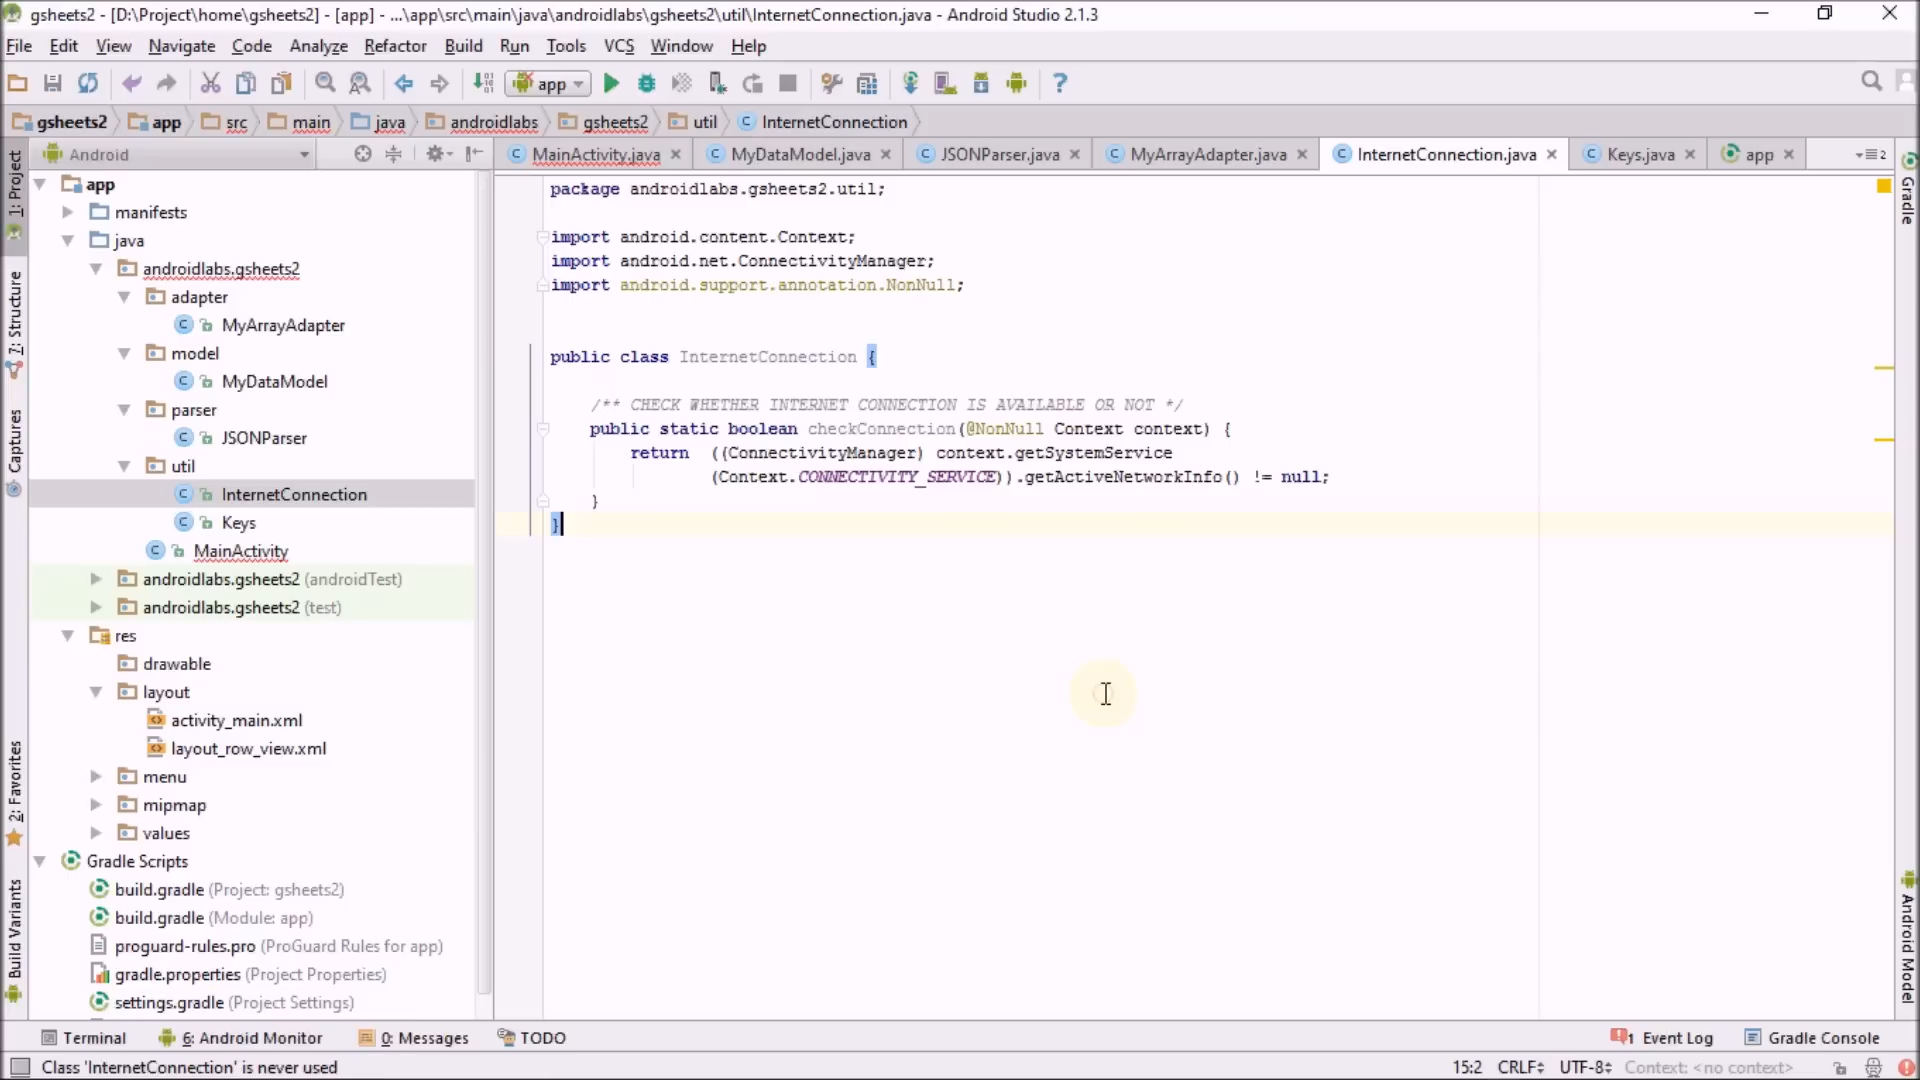 gsheets2 - [D:\Project\home\gsheets2] - [app] - ...\app\src\main\java\androidlabs\gsheets2\util\InternetConnection.java - Android Studio 2.1.3
File Edit View Navigate Code Analyze Refactor Build Run Tools VCS Window Help
app
gsheets2 app src main java androidlabs gsheets2 util InternetConnection
Android
MainActivity.java MyDataModel.java JSONParser.java MyArrayAdapter.java InternetConnection.java Keys.java app 2
1: Project
7: Structure
Captures
2: Favorites
Build Variants
app
manifests
java
androidlabs.gsheets2
adapter
MyArrayAdapter
model
MyDataModel
parser
JSONParser
util
InternetConnection
Keys
MainActivity
androidlabs.gsheets2 (androidTest)
androidlabs.gsheets2 (test)
res
drawable
layout
activity_main.xml
layout_row_view.xml
menu
mipmap
values
Gradle Scripts
build.gradle (Project: gsheets2)
build.gradle (Module: app)
proguard-rules.pro (ProGuard Rules for app)
gradle.properties (Project Properties)
settings.gradle (Project Settings)
package androidlabs.gsheets2.util;
import android.content.Context;
import android.net.ConnectivityManager;
import android.support.annotation.NonNull;
public class InternetConnection {
/** CHECK WHETHER INTERNET CONNECTION IS AVAILABLE OR NOT */
public static boolean checkConnection(@NonNull Context context) {
return ((ConnectivityManager) context.getSystemService
(Context.CONNECTIVITY_SERVICE)).getActiveNetworkInfo() != null;
}
}
Gradle
Android Model
Terminal 6: Android Monitor 0: Messages TODO 1 Event Log Gradle Console
Class 'InternetConnection' is never used 15:2 CRLF UTF-8 Context: <no context>